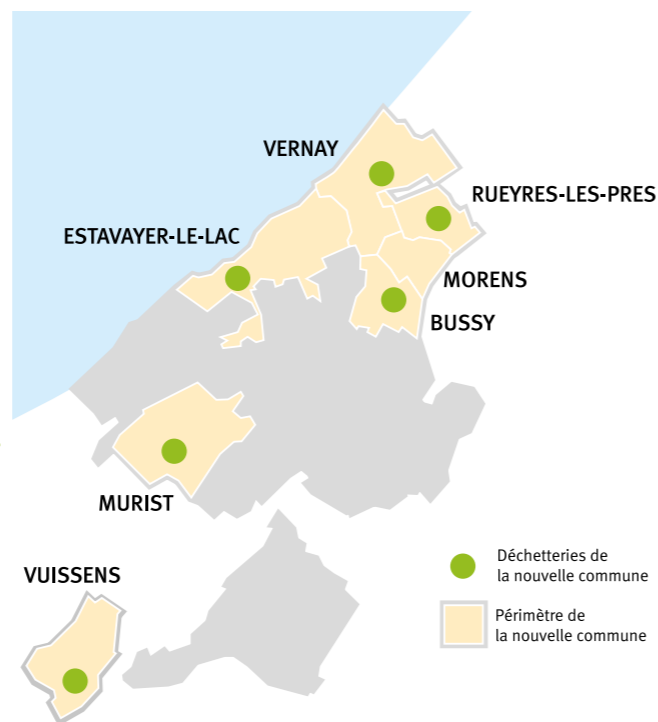 VERNAY
RUEYRES-LES-PRES
ESTAVAYER-LE-LAC
MORENS
BUSSY
MURIST
VUISSENS
Déchetteries de
la nouvelle commune
Périmètre de
la nouvelle commune